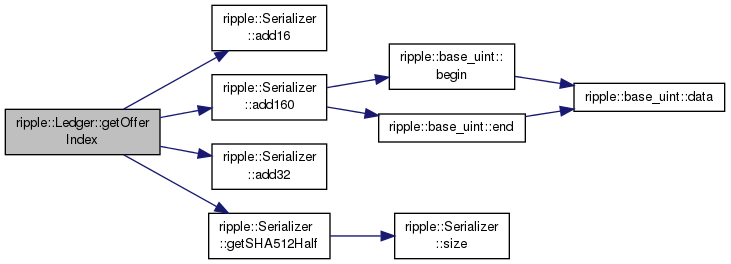 ripple::Ledger::getOffer
Index
ripple::Serializer
::add16
ripple::Serializer
::add160
ripple::Serializer
::add32
ripple::Serializer
::getSHA512Half
ripple::base_uint::
begin
ripple::base_uint::end
ripple::Serializer
::size
ripple::base_uint::data